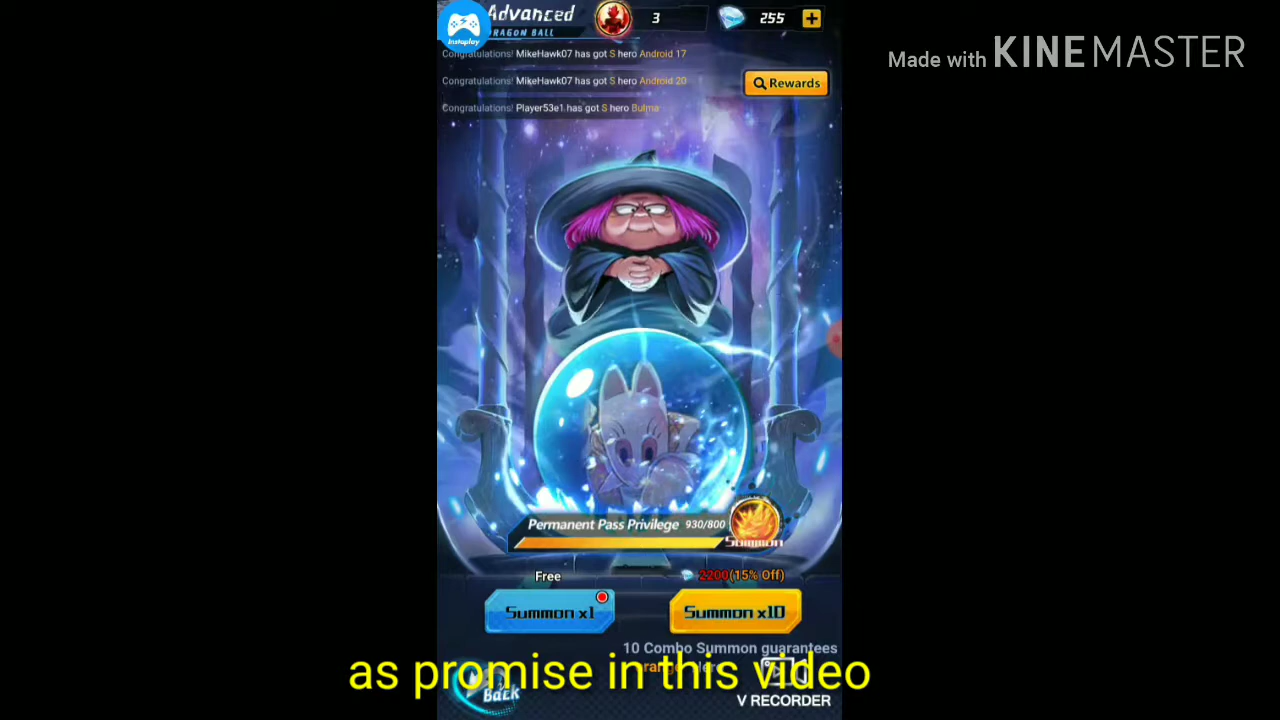 Advanced
DRAGON BALL
3
255
Instaplay
Made with KINEMASTER
Congratulations! MikeHawk07 has got S hero Android 17
Congratulations! MikeHawk07 has got S hero Android 20
Rewards
Congratulations! Player53e1 has got S hero Bulma
Permanent Pass Privilege 930/800
Summon
Free
2200(15% Off)
Summon x1
Summon x10
10 Combo Summon guarantees
as promise in this video
Back
V RECORDER